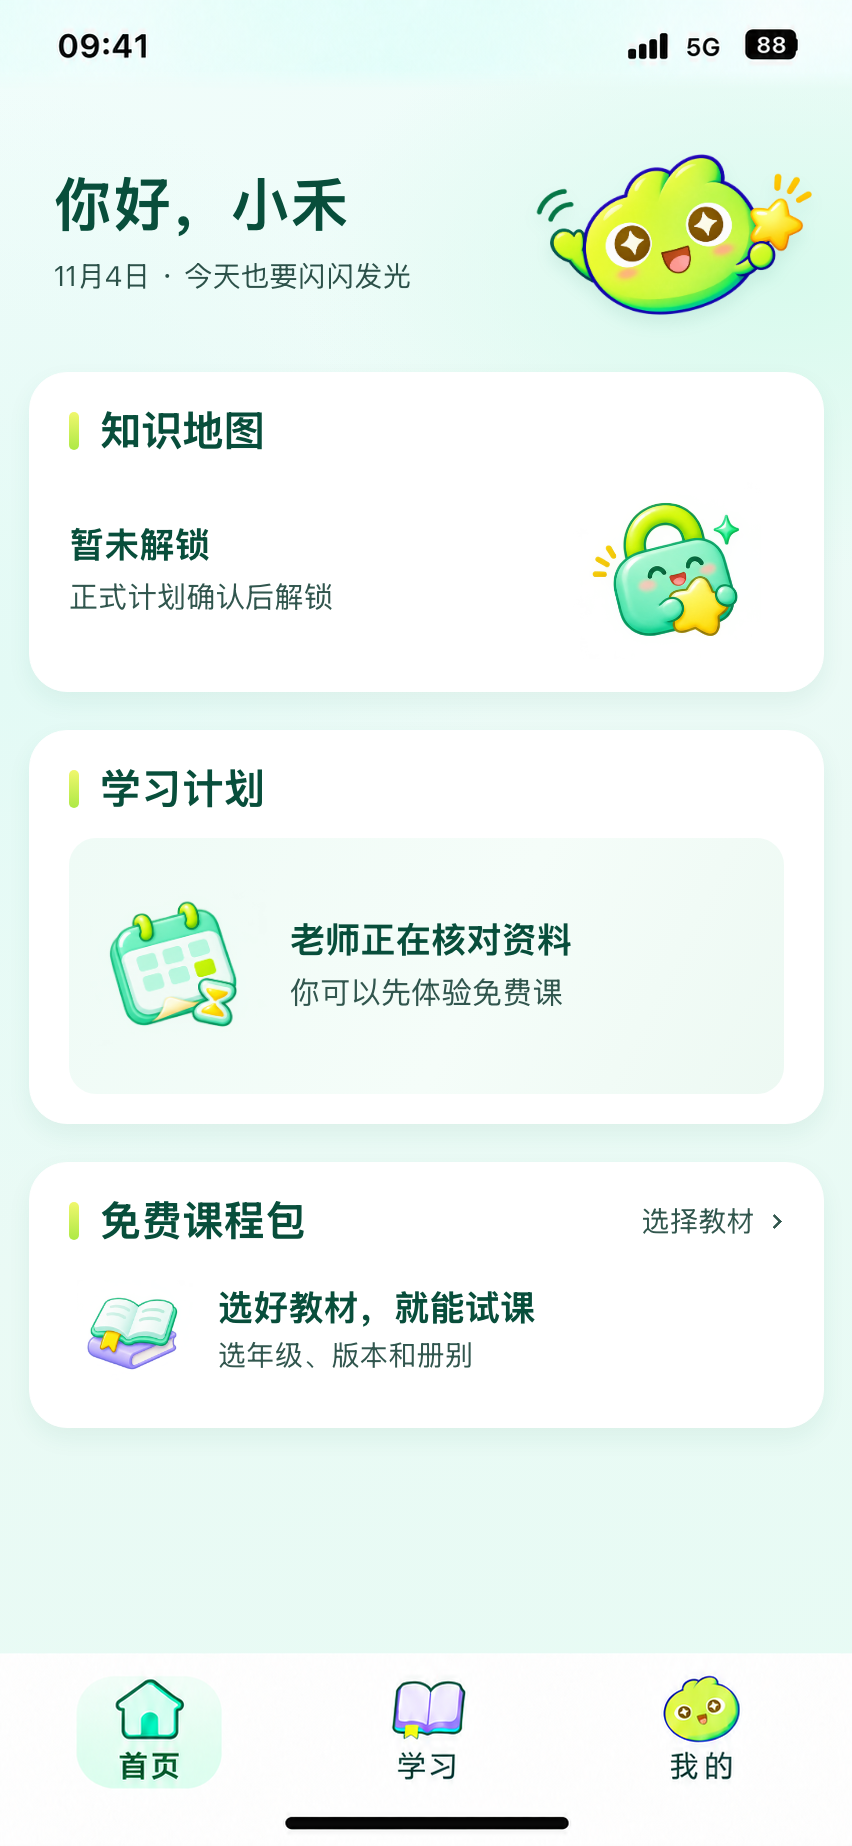 09:41
5G
88
你好，小禾
11月4日 · 今天也要闪闪发光
知识地图
暂未解锁
正式计划确认后解锁
学习计划
老师正在核对资料
你可以先体验免费课
免费课程包
选择教材 ›
选好教材，就能试课
选年级、版本和册别
首页
学习
我的